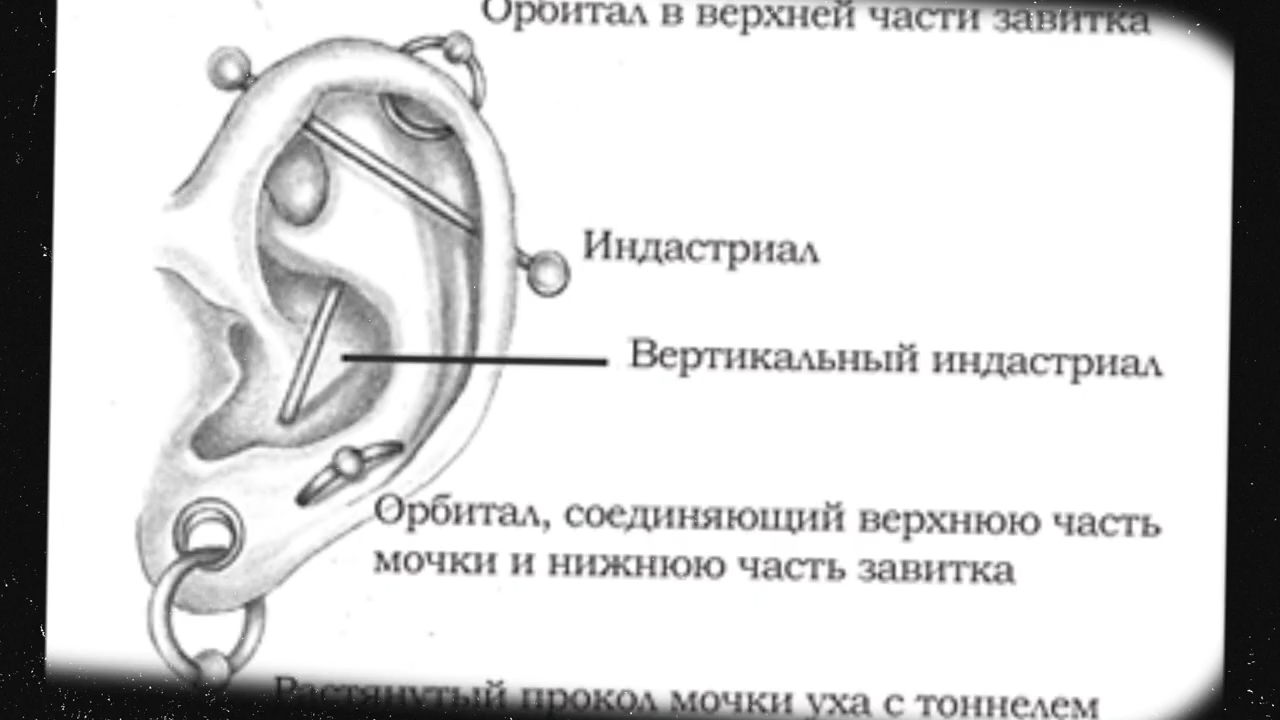 Орбитал в верхней части завитка
Индастриал
Вертикальный индастриал
Орбитал, соединяющий верхнюю часть
мочки и нижнюю часть завитка
Растянутый прокол мочки уха с тоннелем